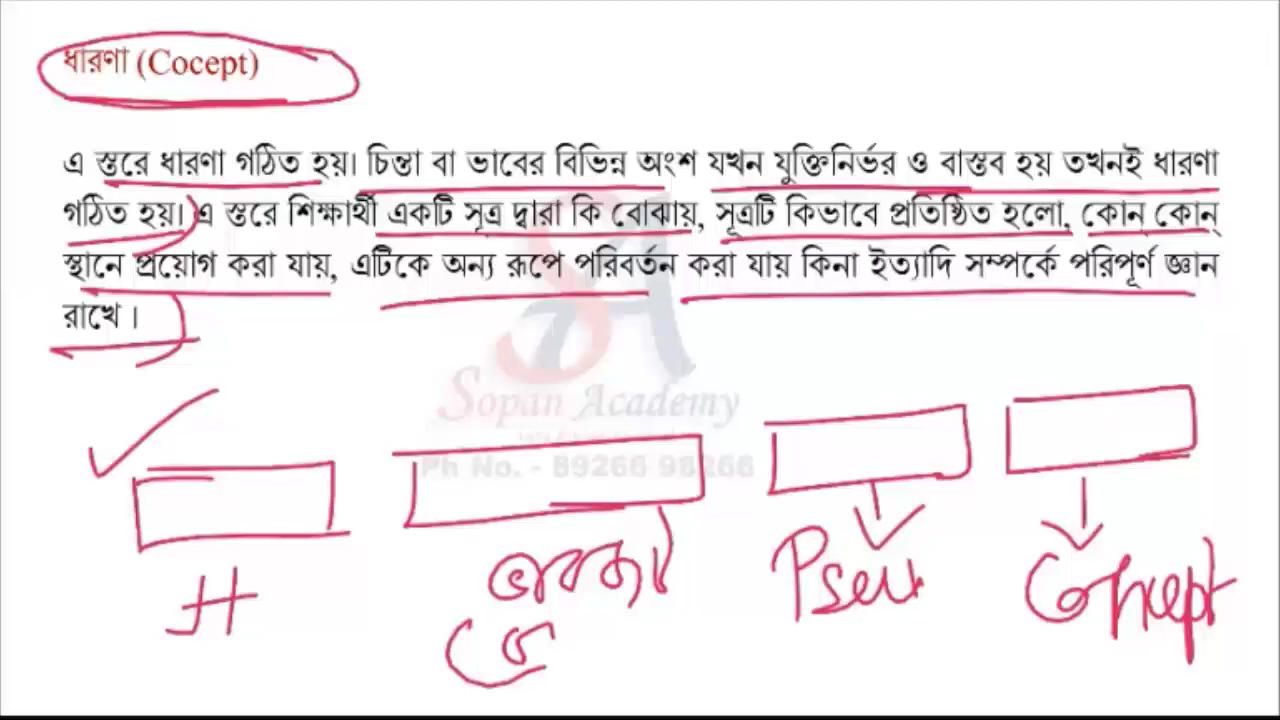 ধারণা (Cocept)
এ স্তরে ধারণা গঠিত হয়। চিন্তা বা ভাবের বিভিন্ন অংশ যখন যুক্তিনির্ভর ও বাস্তব হয় তখনই ধারণা
গঠিত হয়। এ স্তরে শিক্ষার্থী একটি সূত্র দ্বারা কি বোঝায়, সূত্রটি কিভাবে প্রতিষ্ঠিত হলো, কোন্ কোন্
স্থানে প্রয়োগ করা যায়, এটিকে অন্য রূপে পরিবর্তন করা যায় কিনা ইত্যাদি সম্পর্কে পরিপূর্ণ জ্ঞান
রাখে।
Sopan Academy
Ph No. - 89266 98266
H
Pseu
Concept